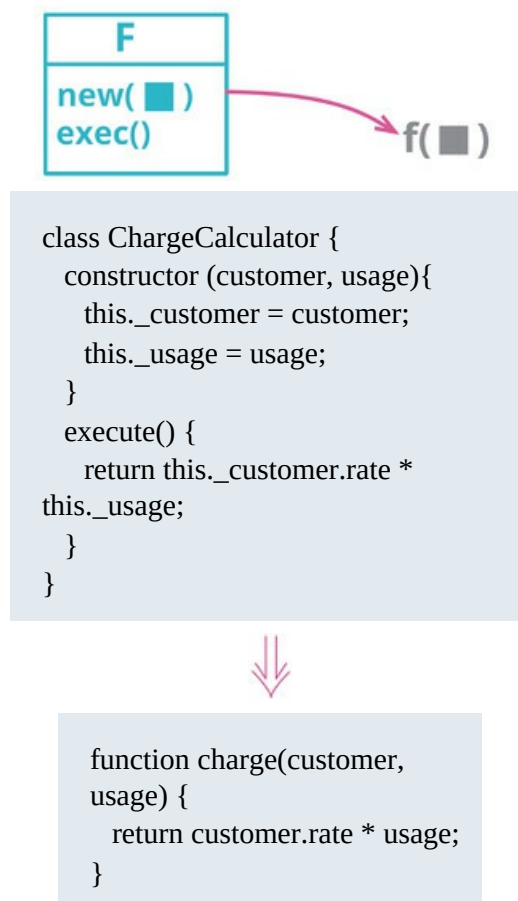 F
new( ■ )
exec()
f( ■ )
class ChargeCalculator {
  constructor (customer, usage){
    this._customer = customer;
    this._usage = usage;
  }
  execute() {
    return this._customer.rate *
this._usage;
  }
}
function charge(customer,
usage) {
  return customer.rate * usage;
}